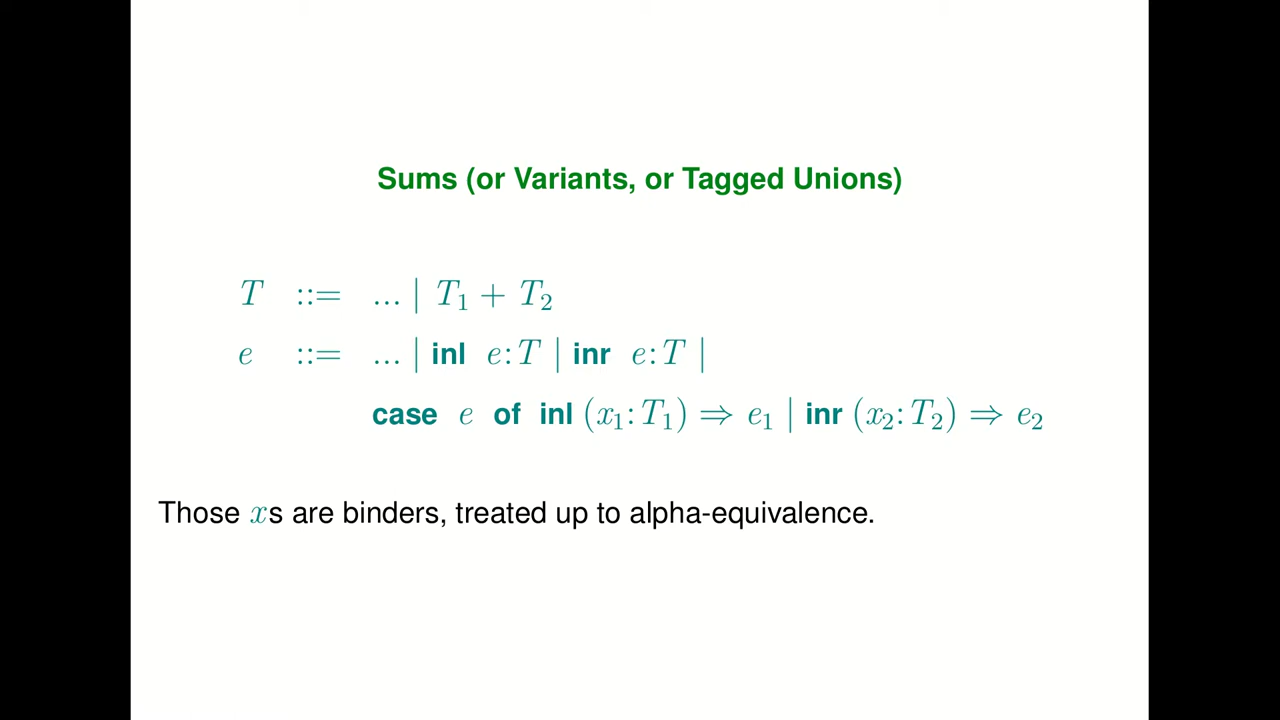 Sums (or Variants, or Tagged Unions)
T ::= ... | T₁ + T₂
e ::= ... | inl e:T | inr e:T |
case e of inl (x₁:T₁) ⇒ e₁ | inr (x₂:T₂) ⇒ e₂
Those xs are binders, treated up to alpha-equivalence.